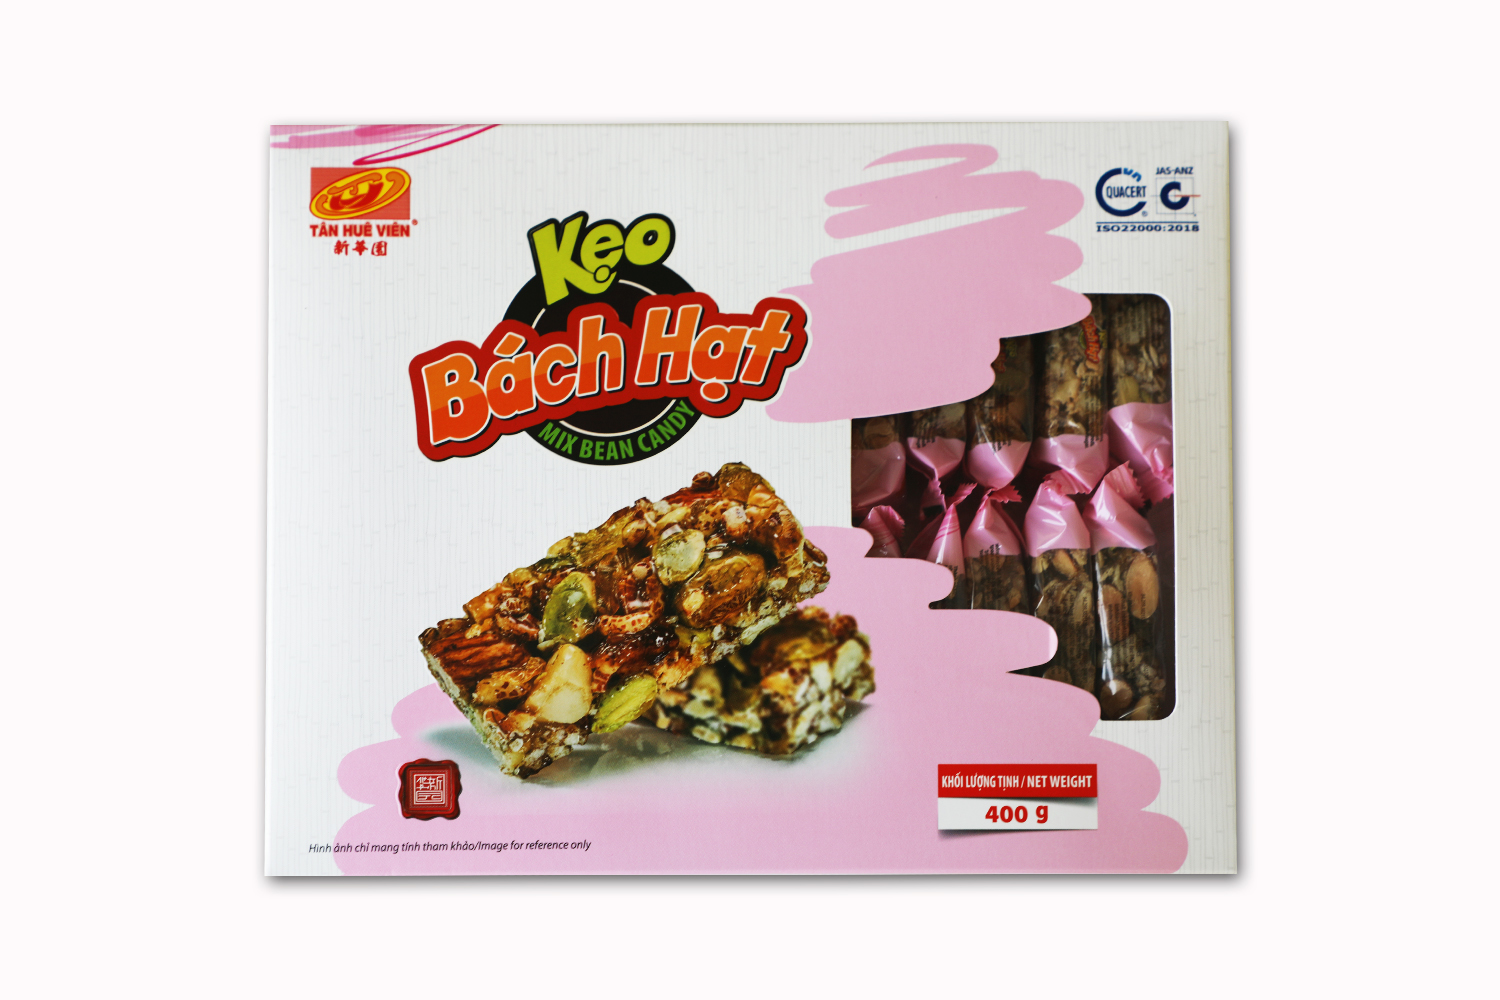 TÂN HUÊ VIÊN®
新華園
QUACERT
®
JAS-ANZ
ISO22000:2018
Kẹo
Bách Hạt
MIX BEAN CANDY
KHỐI LƯỢNG TỊNH / NET WEIGHT
400 g
Hình ảnh chỉ mang tính tham khảo/Image for reference only